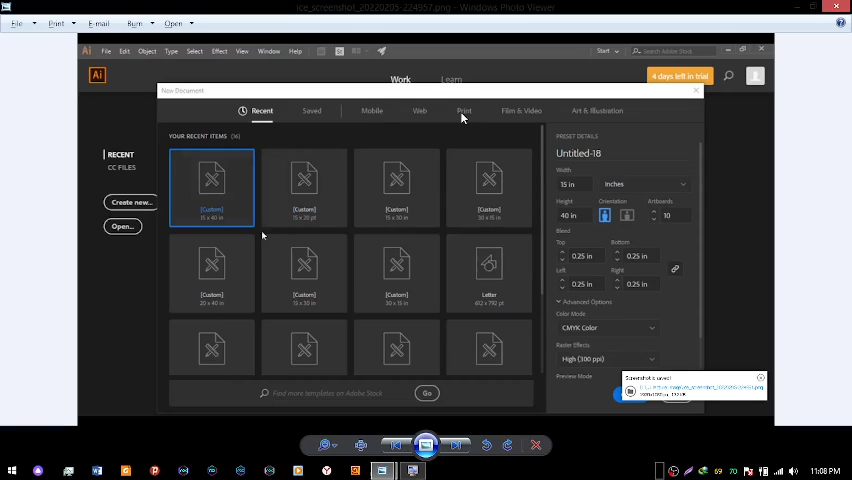 ice_screenshot_20220205-224957.png - Windows Photo Viewer
File Print E-mail Burn Open
Ai File Edit Object Type Select Effect View Window Help St Start Search Adobe Stock
Ai Work Learn 4 days left in trial
New Document
Recent Saved Mobile Web Print Film & Video Art & Illustration
YOUR RECENT ITEMS (16)
PRESET DETAILS
Untitled-18
RECENT
CC FILES
Create new...
Open...
[Custom] [Custom] [Custom] [Custom]
15 x 40 in 15 x 20 pt 15 x 50 in 30 x 15 in
[Custom] [Custom] [Custom] Letter
20 x 40 in 15 x 30 in 30 x 15 in 612 x 792 pt
Width
15 in Inches
Height Orientation Artboards
40 in 10
Bleed
Top Bottom
0.25 in 0.25 in
Left Right
0.25 in 0.25 in
Advanced Options
Color Mode
CMYK Color
Raster Effects
High (300 ppi)
Preview Mode
Find more templates on Adobe Stock Go
Screenshot is saved!
69 70 11:08 PM